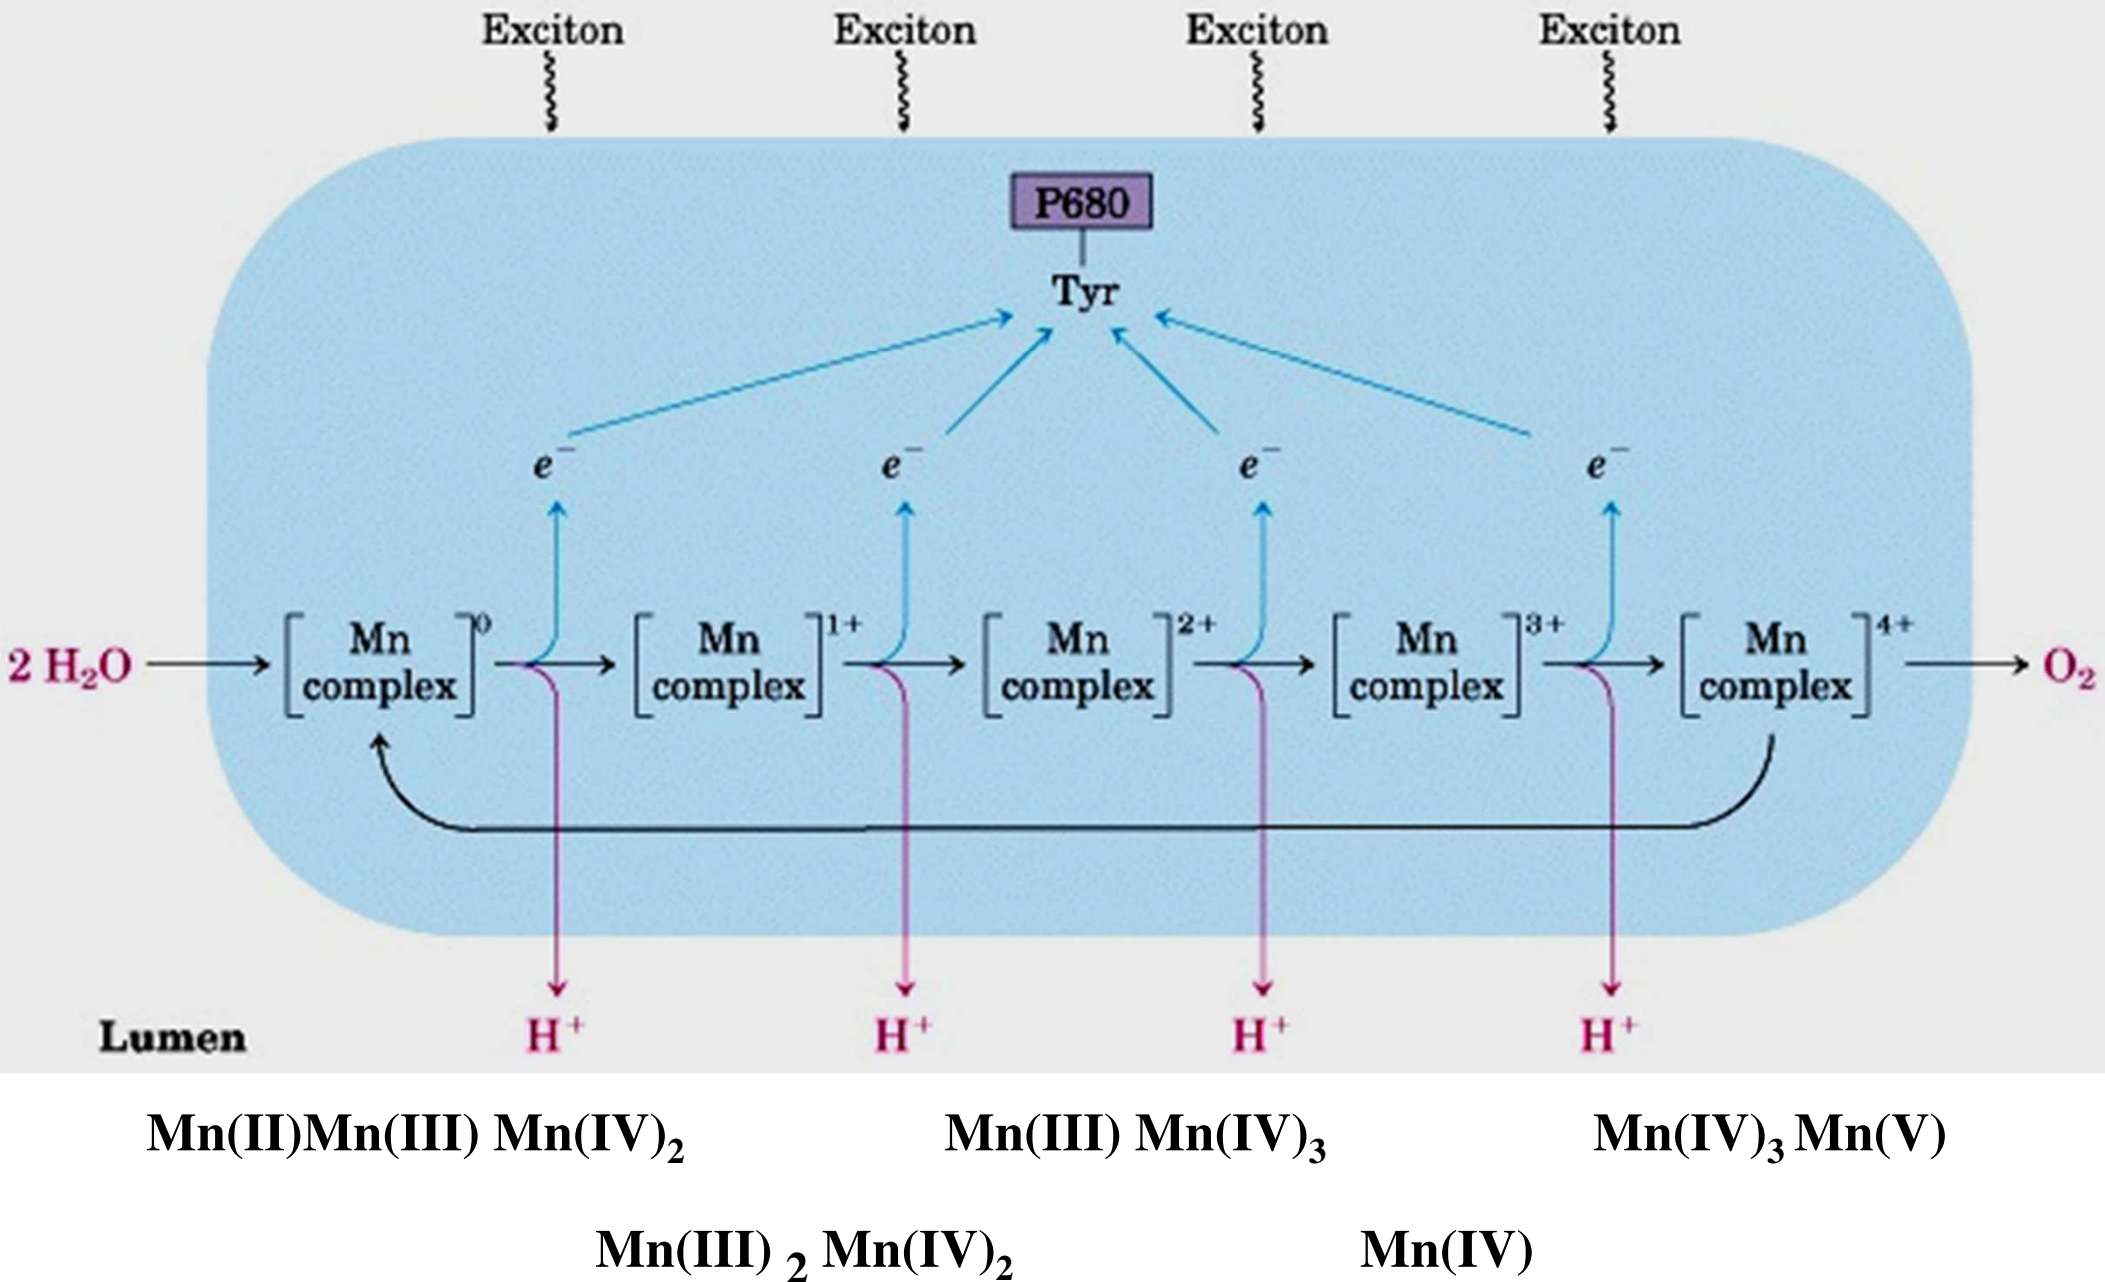 Exciton Exciton Exciton Exciton
P680
Tyr
e⁻ e⁻ e⁻ e⁻
2 H₂O [Mn complex]⁰ [Mn complex]¹⁺ [Mn complex]²⁺ [Mn complex]³⁺ [Mn complex]⁴⁺ O₂
Lumen H⁺ H⁺ H⁺ H⁺
Mn(II)Mn(III) Mn(IV)₂ Mn(III) Mn(IV)₃ Mn(IV)₃ Mn(V)
Mn(III) ₂ Mn(IV)₂ Mn(IV)